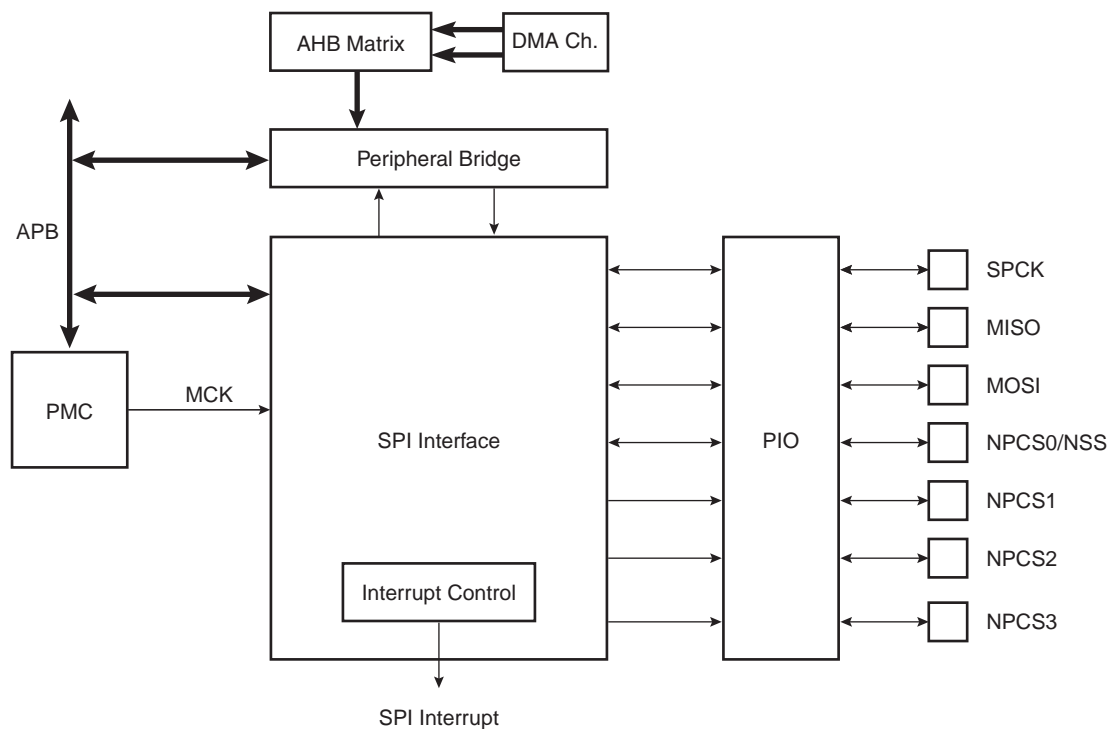 AHB Matrix
DMA Ch.
Peripheral Bridge
APB
SPCK
MISO
MCK
MOSI
PMC
SPI Interface
PIO
NPCS0/NSS
NPCS1
NPCS2
Interrupt Control
NPCS3
SPI Interrupt